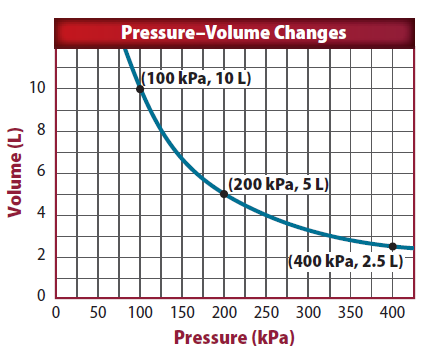 Pressure–Volume Changes
(100 kPa, 10 L)
(200 kPa, 5 L)
(400 kPa, 2.5 L)
Volume (L)
10
8
6
4
2
0
0 50 100 150 200 250 300 350 400
Pressure (kPa)